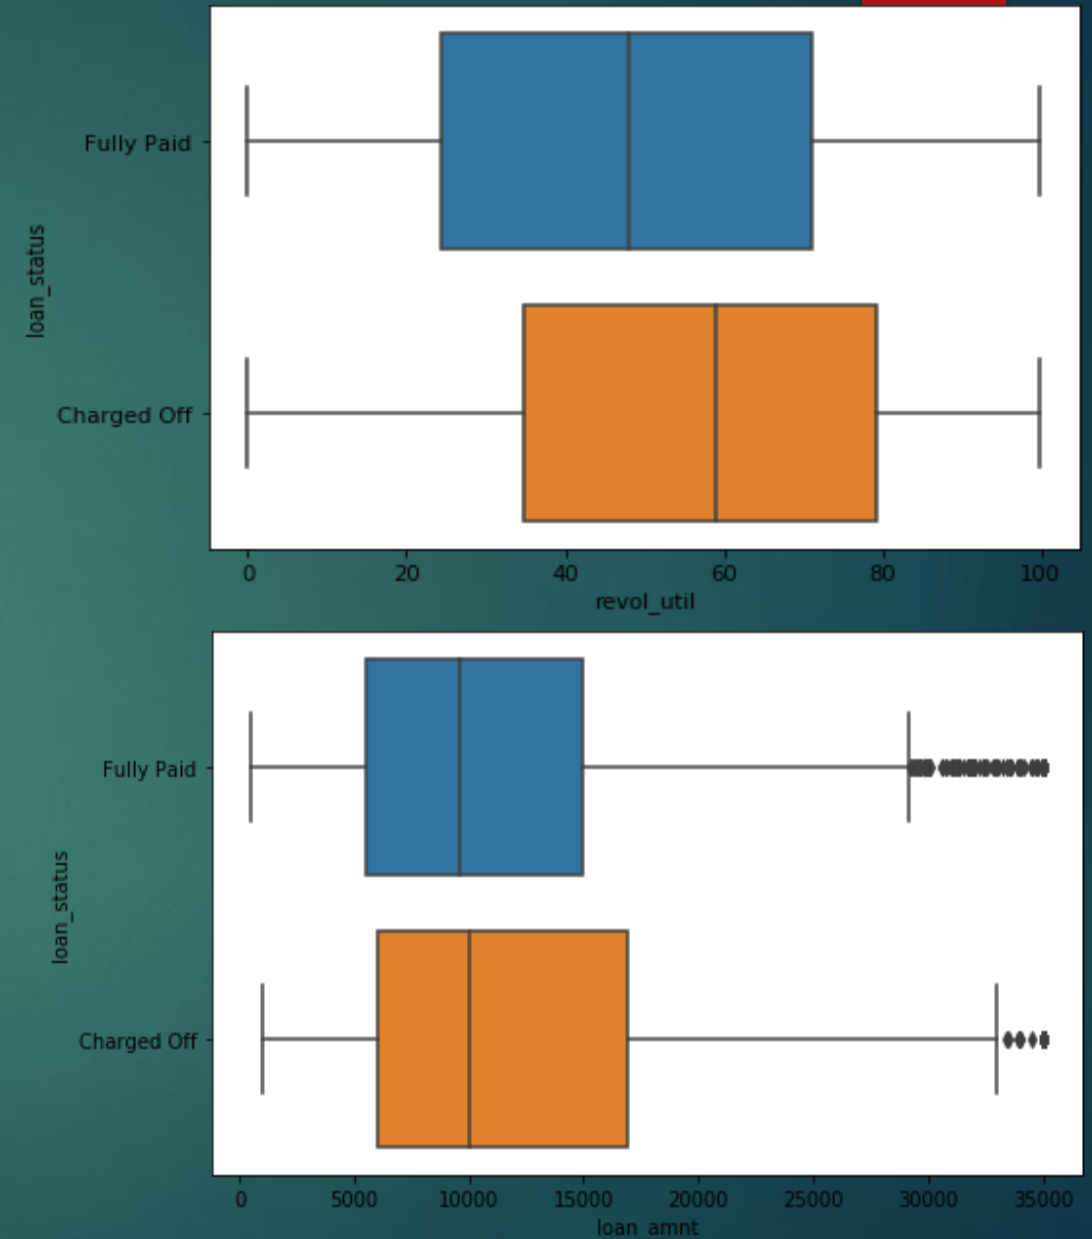 Fully Paid
loan_status
Charged Off
0 20 40 60 80 100
revol_util
Fully Paid
loan_status
Charged Off
0 5000 10000 15000 20000 25000 30000 35000
loan_amnt